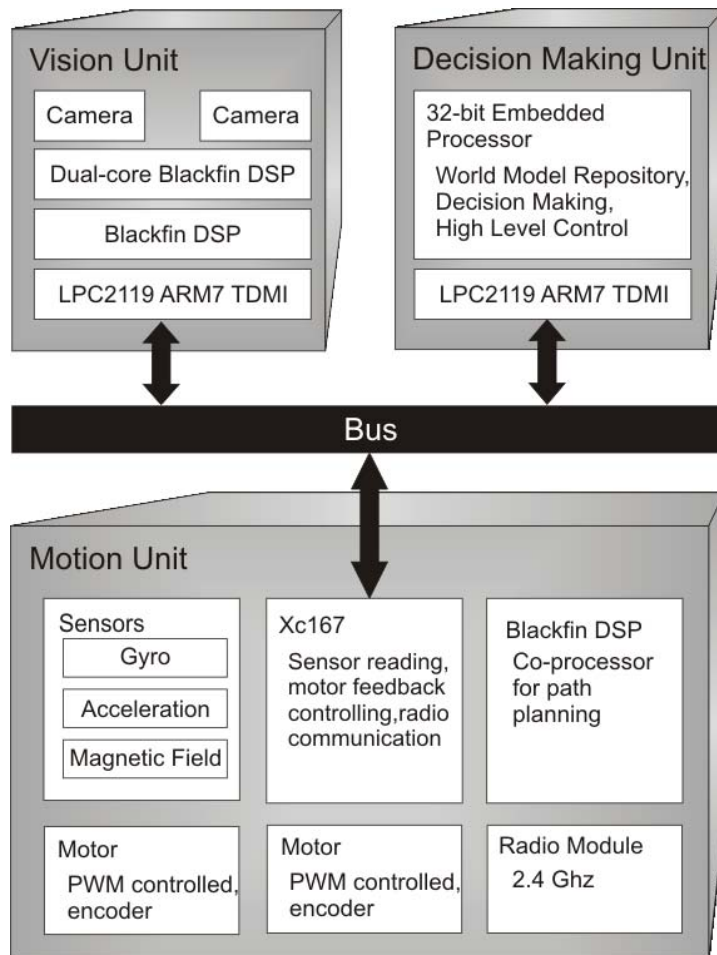 Vision Unit
Camera
Camera
Dual-core Blackfin DSP
Blackfin DSP
LPC2119 ARM7 TDMI
Decision Making Unit
32-bit Embedded
Processor
World Model Repository,
Decision Making,
High Level Control
LPC2119 ARM7 TDMI
Bus
Motion Unit
Sensors
Gyro
Acceleration
Magnetic Field
Xc167
Sensor reading,
motor feedback
controlling,radio
communication
Blackfin DSP
Co-processor
for path
planning
Motor
PWM controlled,
encoder
Motor
PWM controlled,
encoder
Radio Module
2.4 Ghz